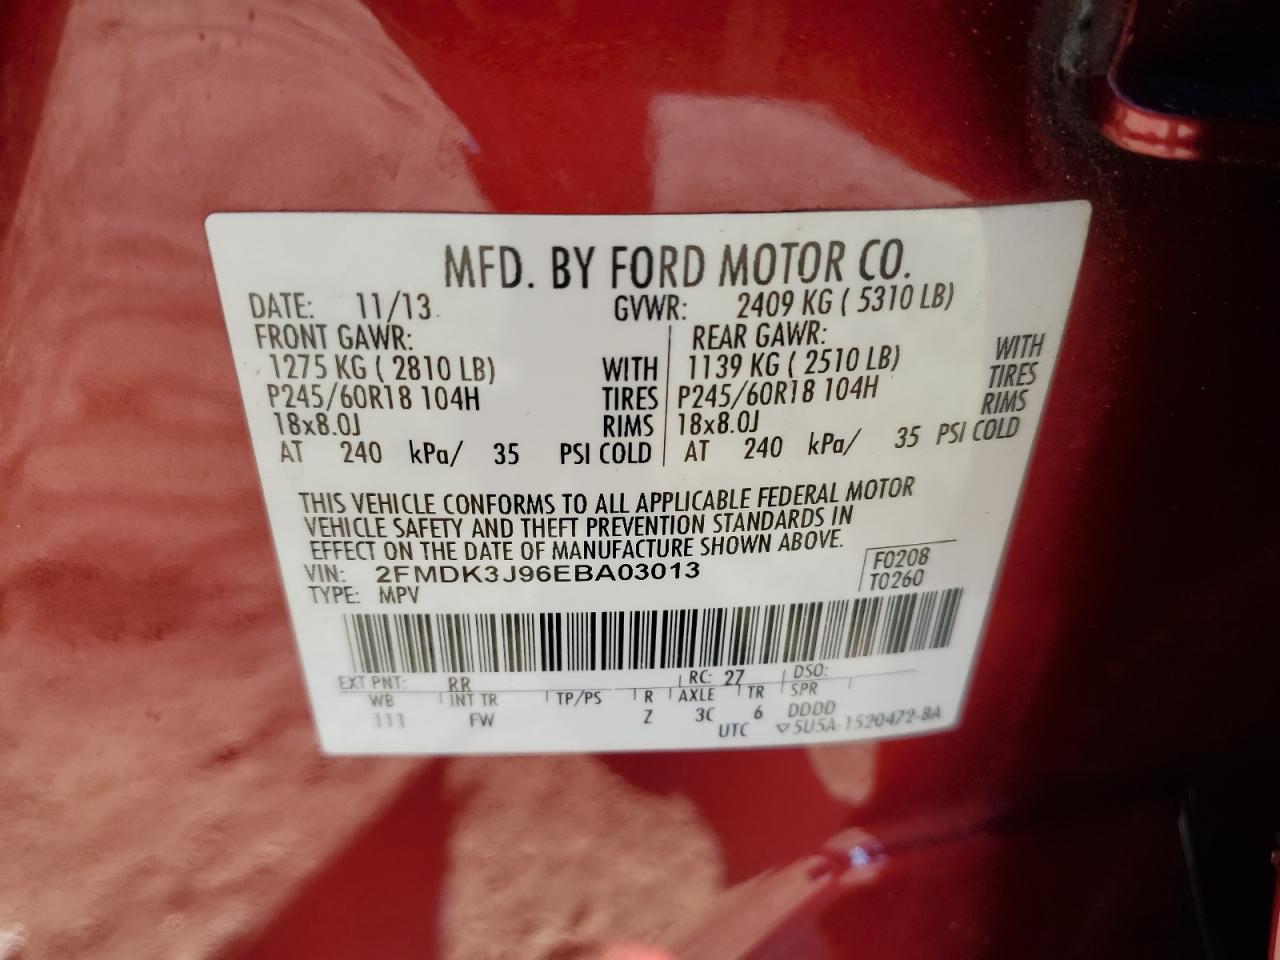 MFD. BY FORD MOTOR CO.
DATE: 11/13 GVWR: 2409 KG ( 5310 LB)
FRONT GAWR: REAR GAWR:
1275 KG ( 2810 LB) WITH 1139 KG ( 2510 LB) WITH
P245/60R18 104H TIRES P245/60R18 104H TIRES
18x8.0J RIMS 18x8.0J RIMS
AT 240 kPa/ 35 PSI COLD AT 240 kPa/ 35 PSI COLD
THIS VEHICLE CONFORMS TO ALL APPLICABLE FEDERAL MOTOR
VEHICLE SAFETY AND THEFT PREVENTION STANDARDS IN
EFFECT ON THE DATE OF MANUFACTURE SHOWN ABOVE.
VIN: 2FMDK3J96EBA03013 F0208
TYPE: MPV T0260
EXT PNT: RR RC: 27 DSO:
WB INT TR TP/PS R AXLE TR SPR
111 FW Z 3C 6 DDDD
UTC ▽5U5A-1520472-BA